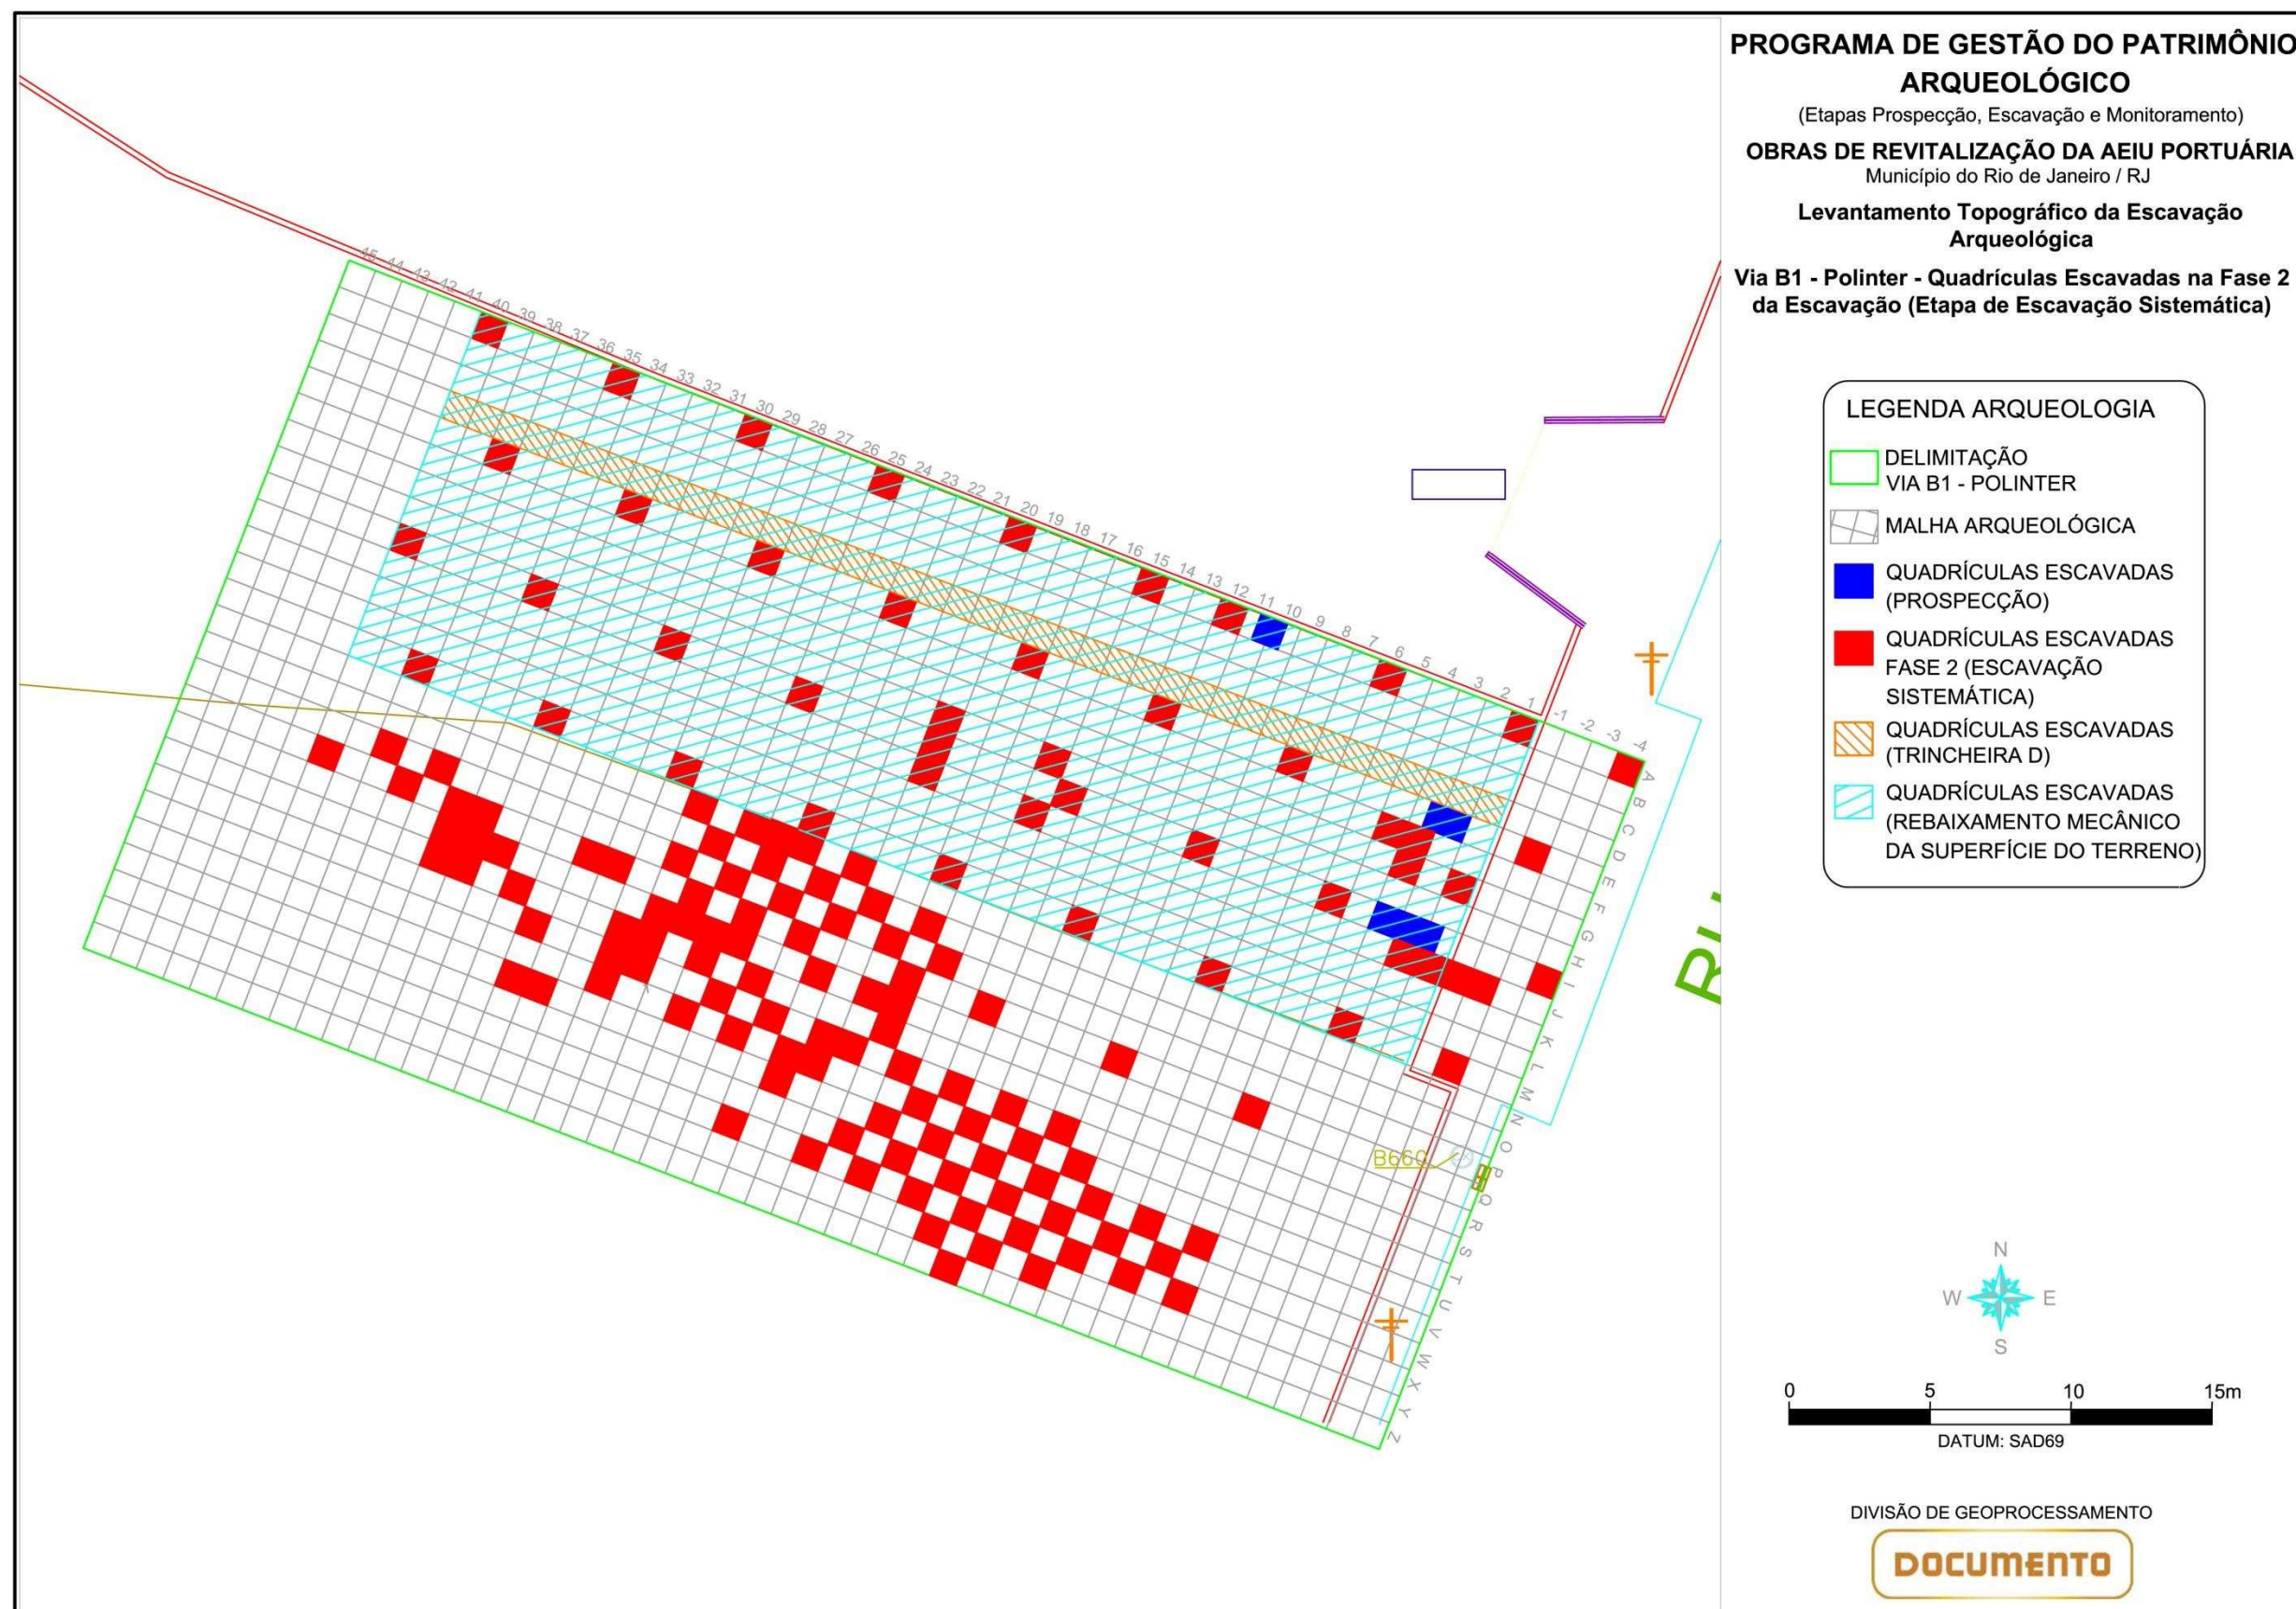 PROGRAMA DE GESTÃO DO PATRIMÔNIO
ARQUEOLÓGICO
(Etapas Prospecção, Escavação e Monitoramento)
OBRAS DE REVITALIZAÇÃO DA AEIU PORTUÁRIA
Município do Rio de Janeiro / RJ
Levantamento Topográfico da Escavação
Arqueológica
Via B1 - Polinter - Quadrículas Escavadas na Fase 2
da Escavação (Etapa de Escavação Sistemática)
LEGENDA ARQUEOLOGIA
DELIMITAÇÃO
VIA B1 - POLINTER
MALHA ARQUEOLÓGICA
QUADRÍCULAS ESCAVADAS
(PROSPECÇÃO)
QUADRÍCULAS ESCAVADAS
FASE 2 (ESCAVAÇÃO
SISTEMÁTICA)
QUADRÍCULAS ESCAVADAS
(TRINCHEIRA D)
QUADRÍCULAS ESCAVADAS
(REBAIXAMENTO MECÂNICO
DA SUPERFÍCIE DO TERRENO)
45 44 43 42 41 40 39 38 37 36 35 34 33 32 31 30 29 28 27 26 25 24 23 22 21 20 19 18 17 16 15 14 13 12 11 10 9 8 7 6 5 4 3 2 1 -1 -2 -3 -4
A B C D E F G H I J K L M N O P Q R S T U V W X Y Z
B660
N
W E
S
0 5 10 15m
DATUM: SAD69
DIVISÃO DE GEOPROCESSAMENTO
DOCUMENTO